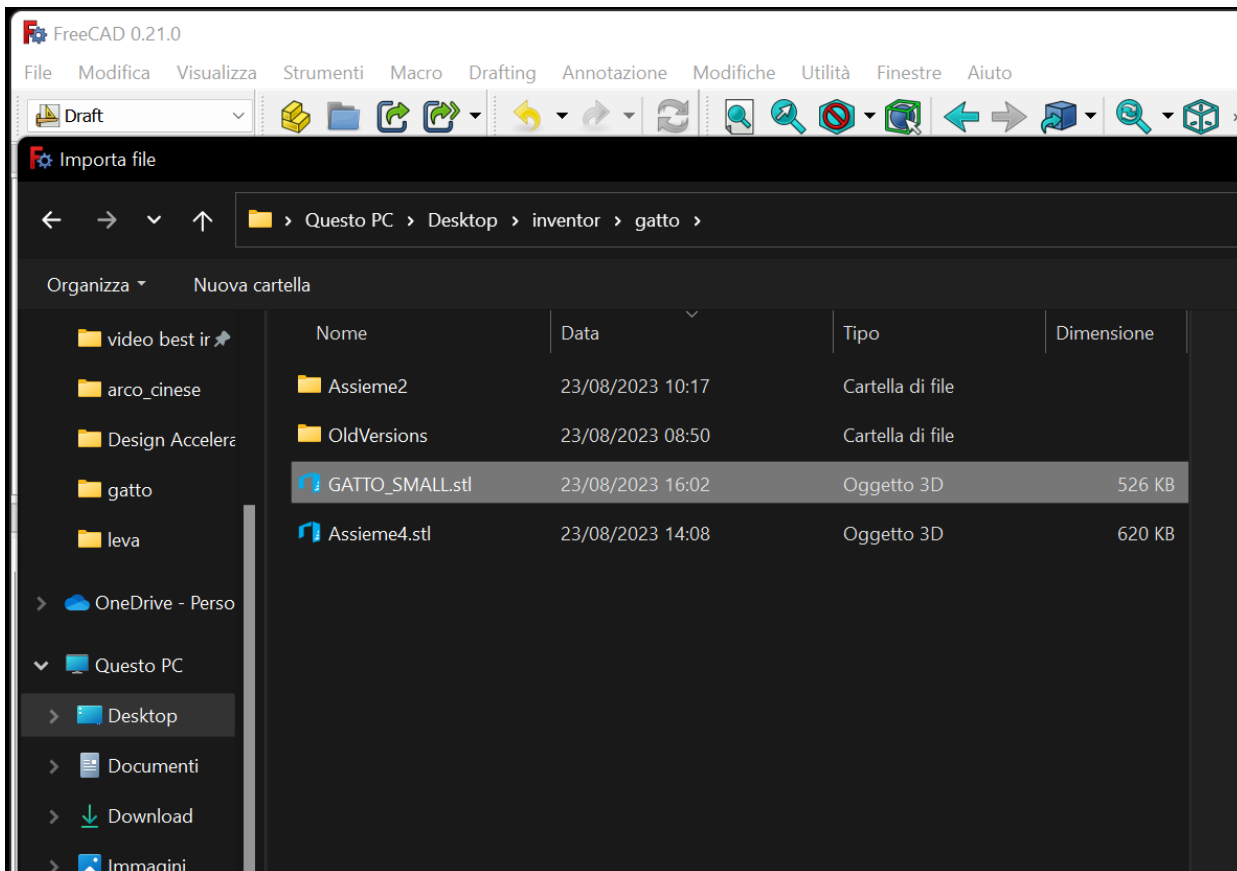 FreeCAD 0.21.0
File Modifica Visualizza Strumenti Macro Drafting Annotazione Modifiche Utilità Finestre Aiuto
Draft
Importa file
Questo PC Desktop inventor gatto
Organizza Nuova cartella
Nome Data Tipo Dimensione
video best ir
arco_cinese
Design Accelera
gatto
leva
OneDrive - Perso
Questo PC
Desktop
Documenti
Download
Immagini
Assieme2 23/08/2023 10:17 Cartella di file
OldVersions 23/08/2023 08:50 Cartella di file
GATTO_SMALL.stl 23/08/2023 16:02 Oggetto 3D 526 KB
Assieme4.stl 23/08/2023 14:08 Oggetto 3D 620 KB